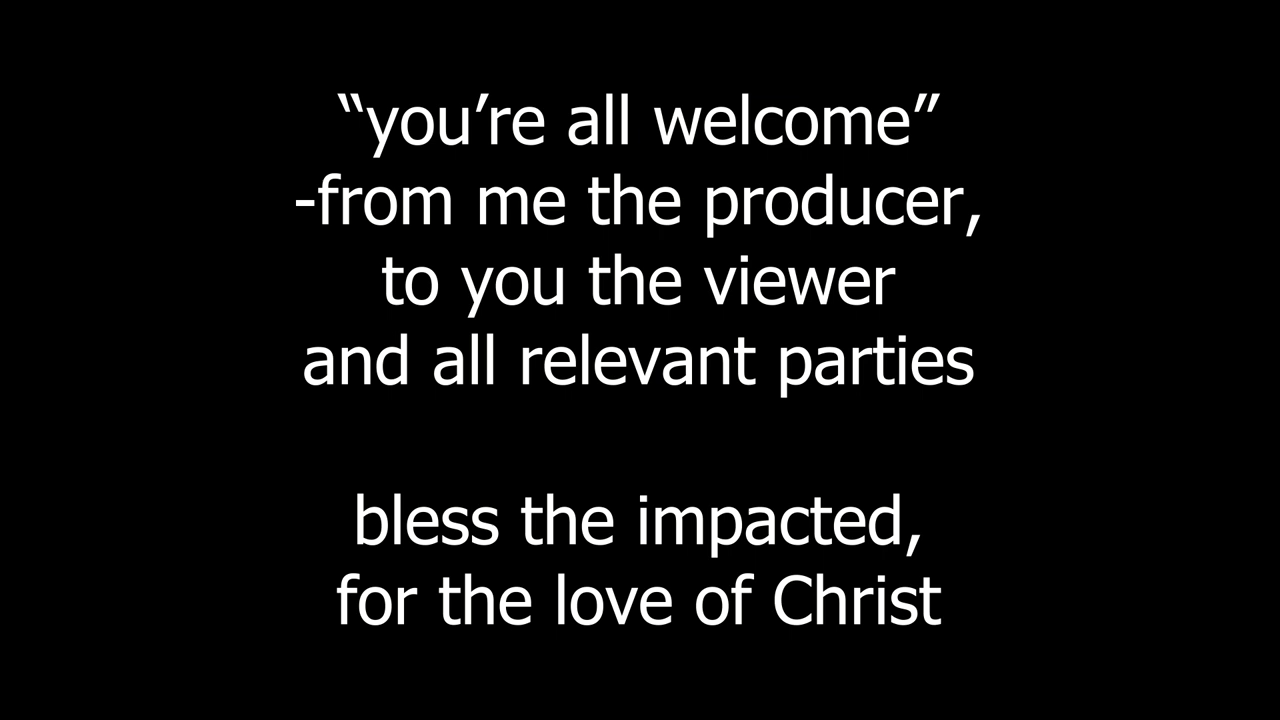 “you’re all welcome”
-from me the producer,
to you the viewer
and all relevant parties
bless the impacted,
for the love of Christ